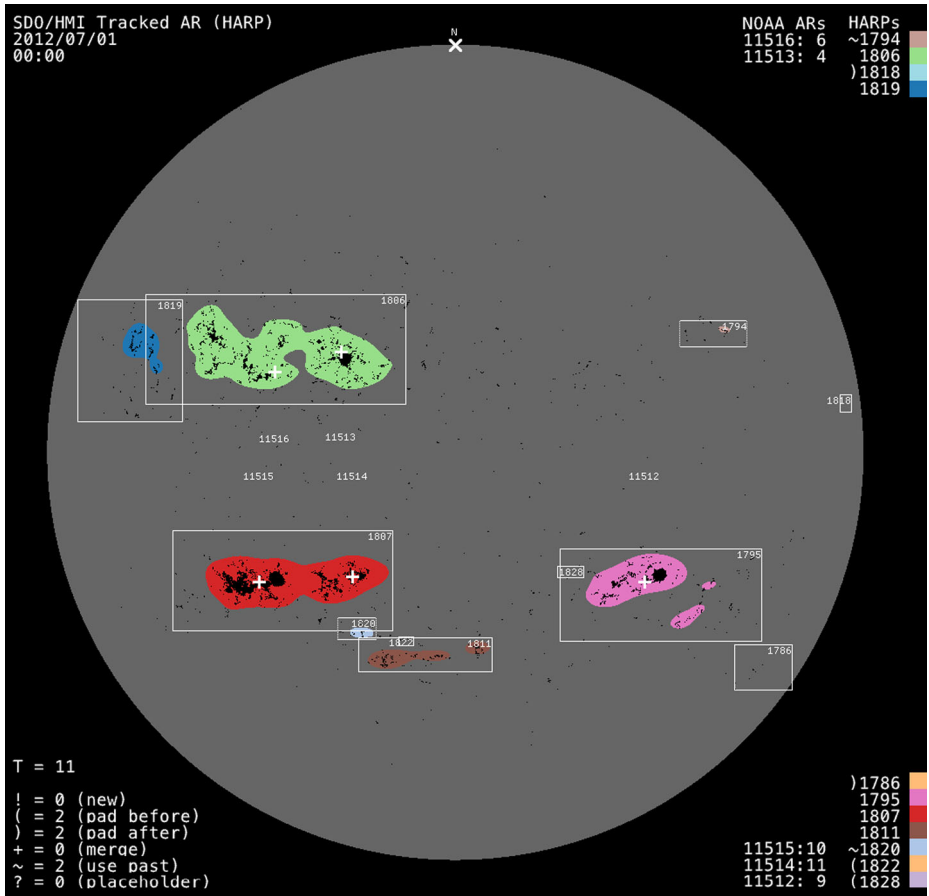 SDO/HMI Tracked AR (HARP)
2012/07/01
00:00
N
NOAA ARs
11516: 6
11513: 4
HARPs
~1794
1806
)1818
1819
1819
1806
1794
1818
11516
11513
11515
11514
11512
1807
1795
1828
1820
1822
1811
1786
T = 11
! = 0 (new)
( = 2 (pad before)
) = 2 (pad after)
+ = 0 (merge)
~ = 2 (use past)
? = 0 (placeholder)
)1786
1795
1807
1811
11515:10 ~1820
11514:11 (1822
11512: 9 (1828